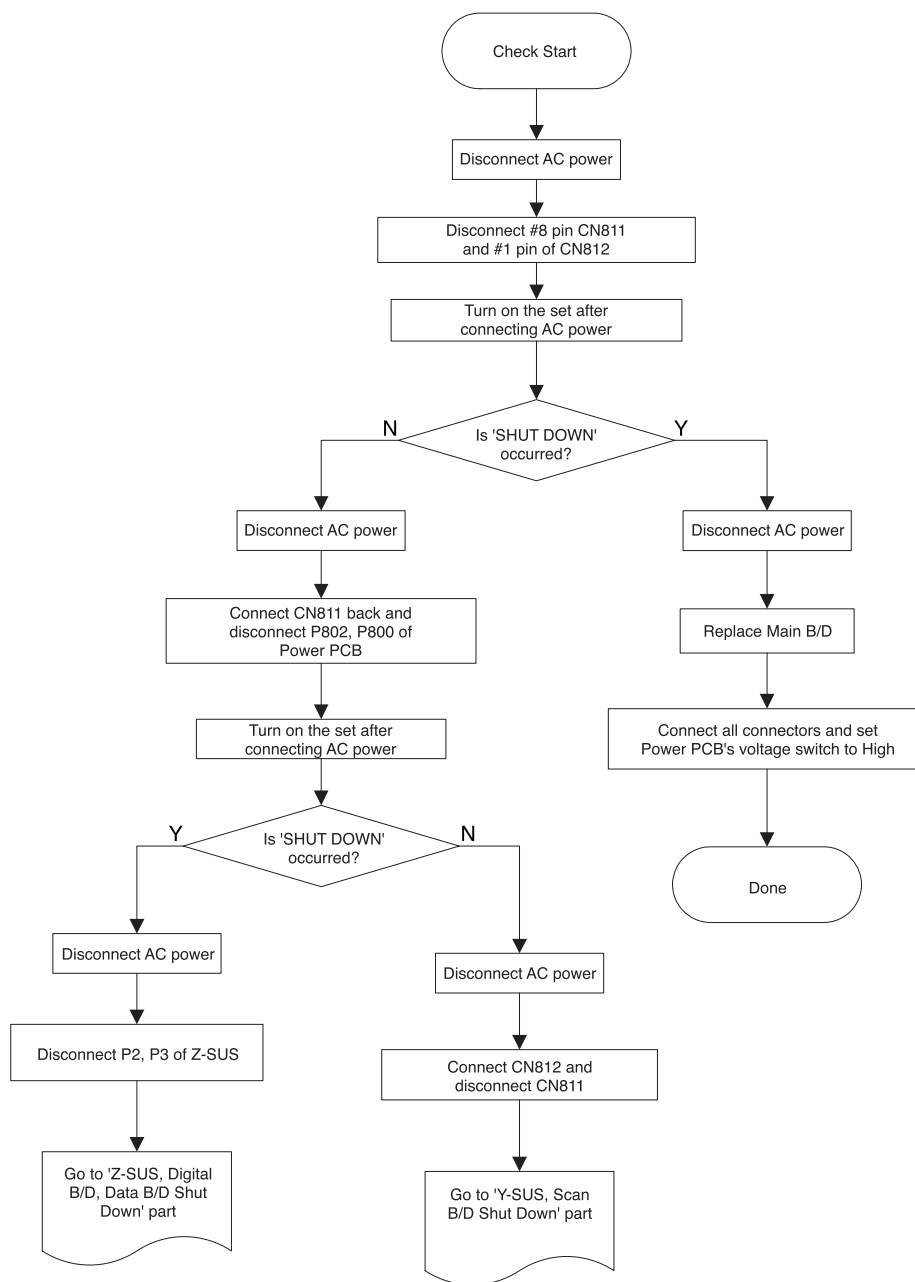 Check Start
Disconnect AC power
Disconnect #8 pin CN811
and #1 pin of CN812
Turn on the set after
connecting AC power
Is 'SHUT DOWN'
occurred?
N
Y
Disconnect AC power
Connect CN811 back and
disconnect P802, P800 of
Power PCB
Turn on the set after
connecting AC power
Is 'SHUT DOWN'
occurred?
Y
N
Disconnect AC power
Disconnect P2, P3 of Z-SUS
Go to 'Z-SUS, Digital
B/D, Data B/D Shut
Down' part
Disconnect AC power
Connect CN812 and
disconnect CN811
Go to 'Y-SUS, Scan
B/D Shut Down' part
Disconnect AC power
Replace Main B/D
Connect all connectors and set
Power PCB's voltage switch to High
Done